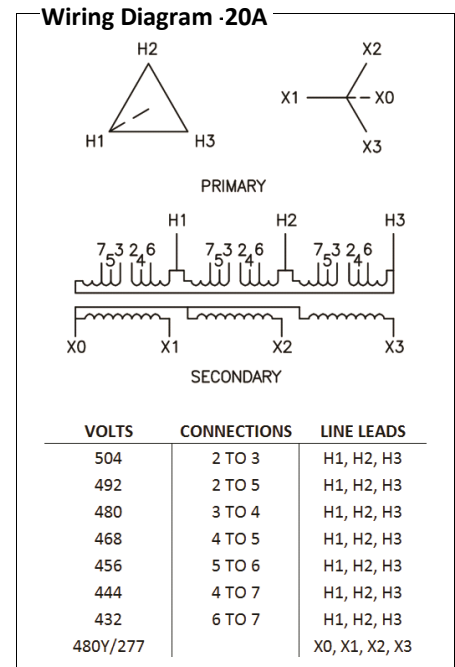 Wiring Diagram -20A
H2
H1
H3
X2
X1
X0
X3
PRIMARY
H1 H2 H3
7 5 3 2 4 6 7 5 3 2 4 6 7 5 3 2 4 6
X0 X1 X2 X3
SECONDARY
VOLTS CONNECTIONS LINE LEADS
504 2 TO 3 H1, H2, H3
492 2 TO 5 H1, H2, H3
480 3 TO 4 H1, H2, H3
468 4 TO 5 H1, H2, H3
456 5 TO 6 H1, H2, H3
444 4 TO 7 H1, H2, H3
432 6 TO 7 H1, H2, H3
480Y/277 X0, X1, X2, X3